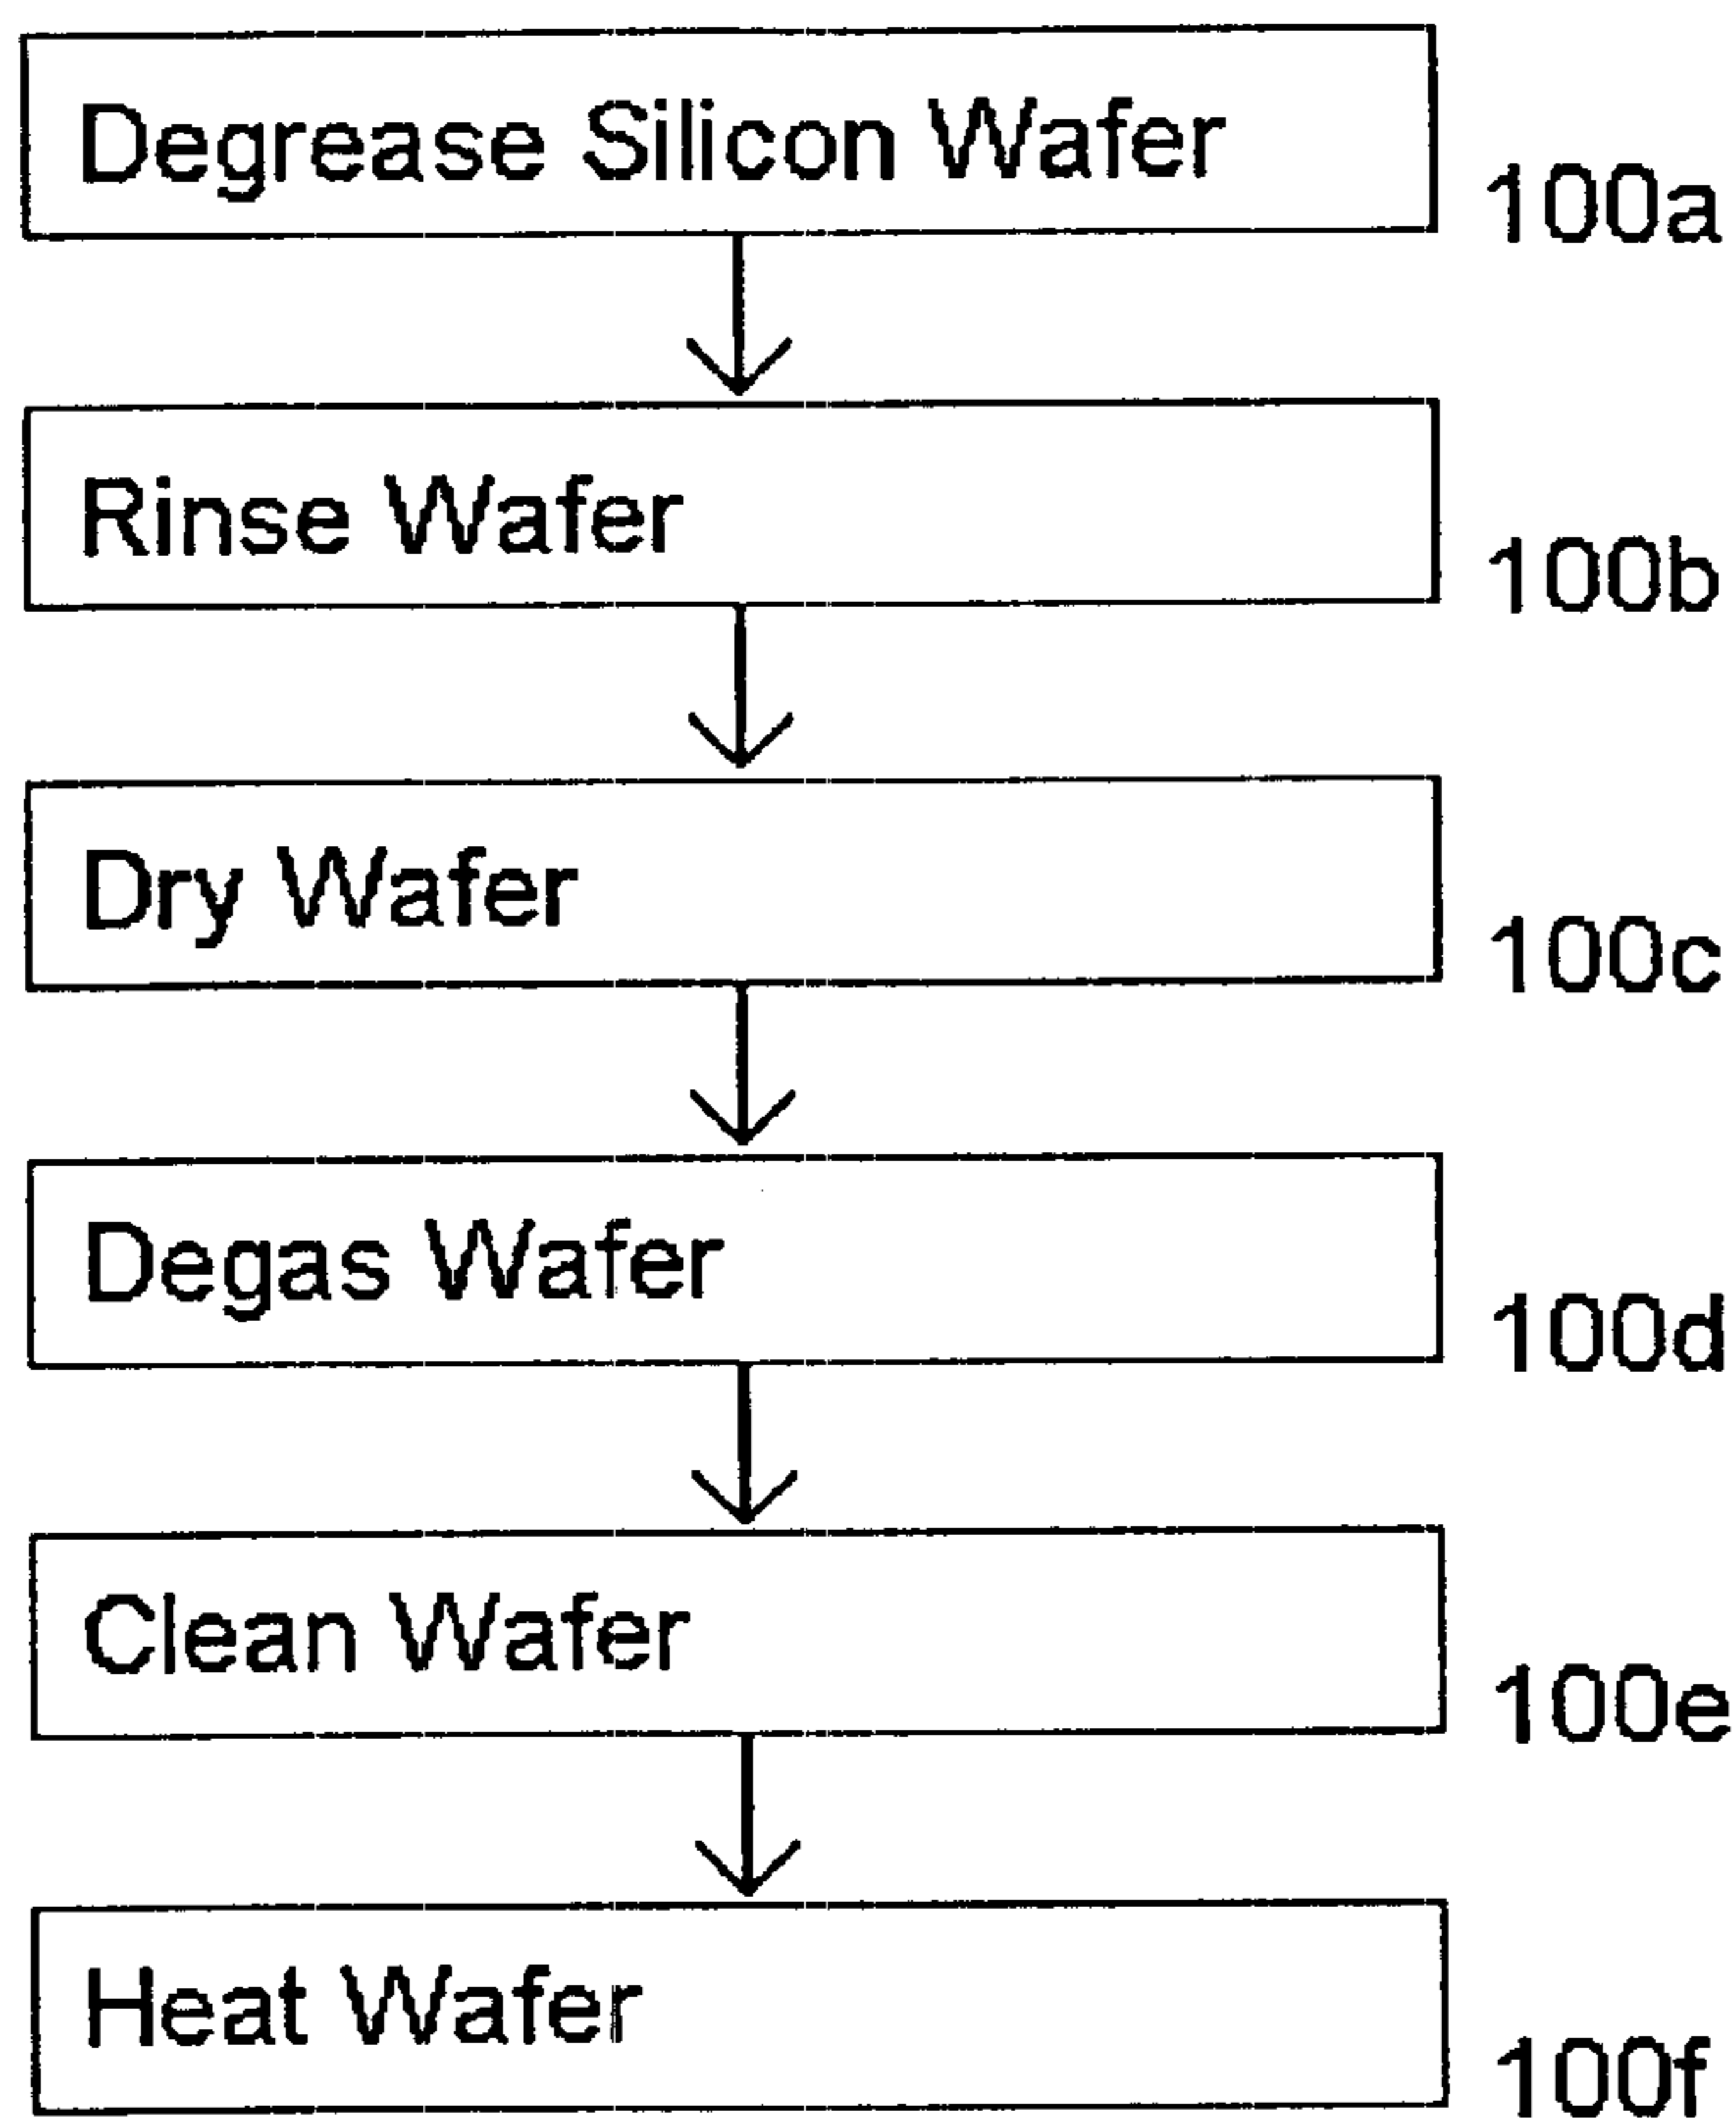 Degrease Silicon Wafer
100a
Rinse Wafer
100b
Dry Wafer
100c
Degas Wafer
100d
Clean Wafer
100e
Heat Wafer
100f